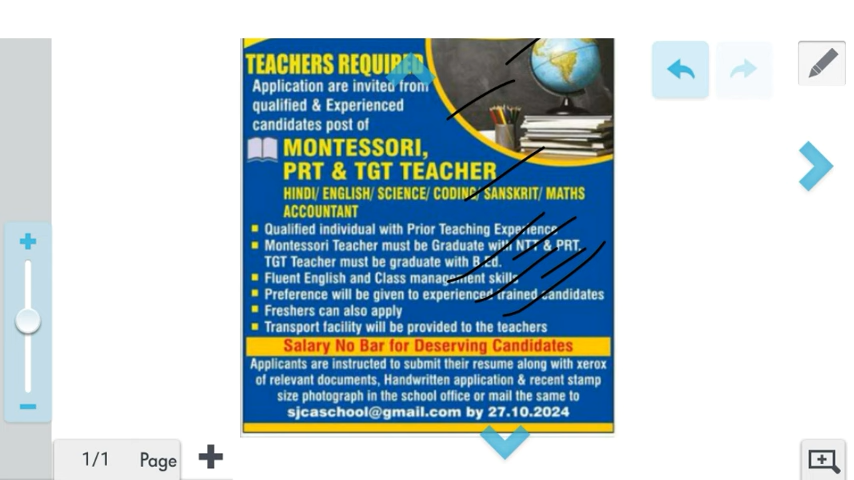 TEACHERS REQUIRED
Application are invited from
qualified & Experienced
candidates post of
MONTESSORI,
PRT & TGT TEACHER
HINDI/ ENGLISH/ SCIENCE/ CODING/ SANSKRIT/ MATHS
ACCOUNTANT
Qualified individual with Prior Teaching Experience
Montessori Teacher must be Graduate with NTT & PRT,
TGT Teacher must be graduate with B.Ed.
Fluent English and Class management skills
Preference will be given to experienced trained candidates
Freshers can also apply
Transport facility will be provided to the teachers
Salary No Bar for Deserving Candidates
Applicants are instructed to submit their resume along with xerox
of relevant documents, Handwritten application & recent stamp
size photograph in the school office or mail the same to
sjcaschool@gmail.com by 27.10.2024
1/1 Page